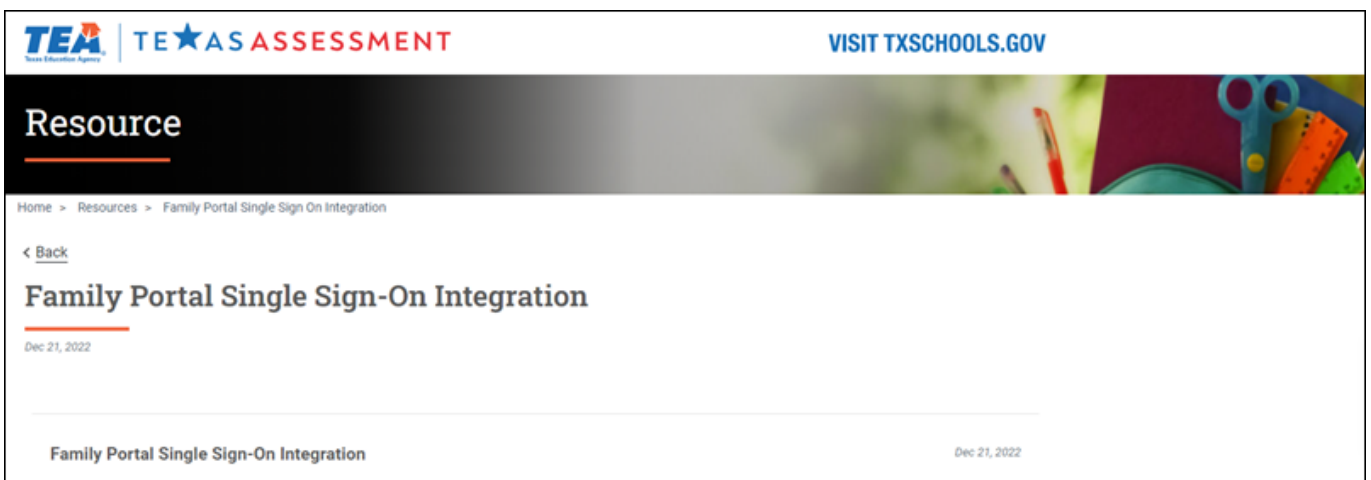 TEA
Texas Education Agency
TEXAS ASSESSMENT
VISIT TXSCHOOLS.GOV
Resource
Home > Resources > Family Portal Single Sign On Integration
< Back
Family Portal Single Sign-On Integration
Dec 21, 2022
Family Portal Single Sign-On Integration Dec 21, 2022